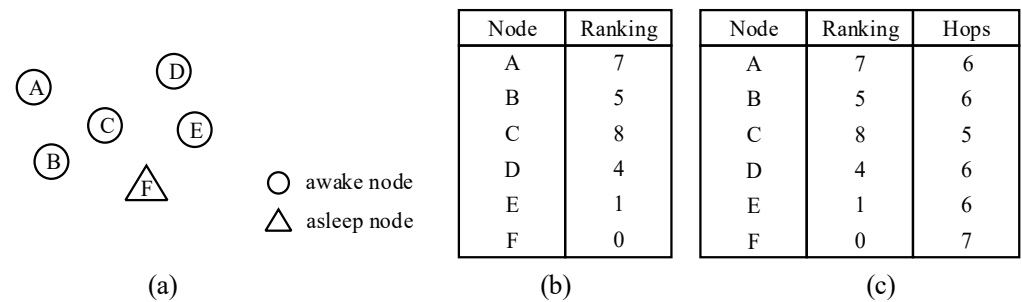 A
D
C
E
B
F
awake node
asleep node
(a)
Node Ranking
A 7
B 5
C 8
D 4
E 1
F 0
(b)
Node Ranking Hops
A 7 6
B 5 6
C 8 5
D 4 6
E 1 6
F 0 7
(c)